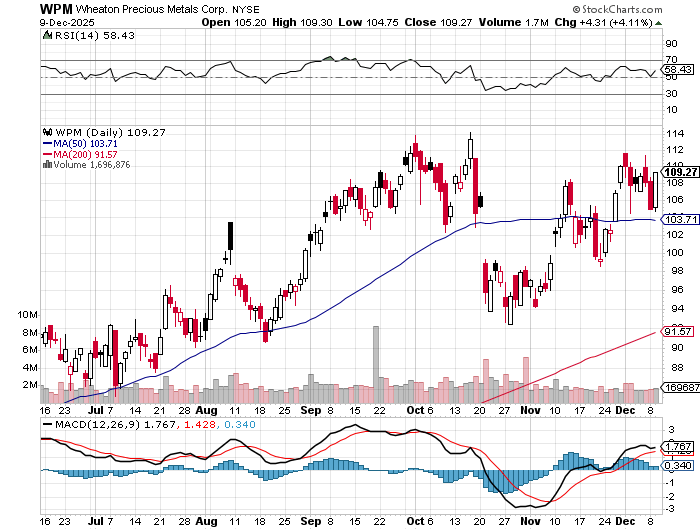 WPM Wheaton Precious Metals Corp. NYSE © StockCharts.com
9-Dec-2025 Open 105.20 High 109.30 Low 104.75 Close 109.27 Volume 1.7M Chg +4.31 (+4.11%)
RSI(14) 58.43
90
70
58.43
50
30
10
WPM (Daily) 109.27
MA(50) 103.71
MA(200) 91.57
Volume 1,696,876
114
112
109.27
108
106
103.71
102
100
98
96
94
91.57
90
88
10M
8M
6M
4M
2M
1696876
16 23 Jul 7 14 21 28 Aug 11 18 25 Sep 8 15 22 Oct 6 13 20 27 Nov 10 17 24 Dec 8
MACD(12,26,9) 1.767, 1.428, 0.340
3
1.767
0.340
-1
-2
-3
16 23 Jul 7 14 21 28 Aug 11 18 25 Sep 8 15 22 Oct 6 13 20 27 Nov 10 17 24 Dec 8